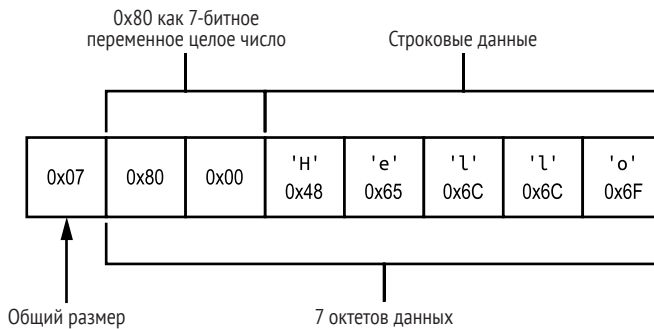 0x80 как 7-битное
переменное целое число
Строковые данные
0x07
0x80
0x00
'H'
0x48
'e'
0x65
'l'
0x6C
'l'
0x6C
'o'
0x6F
Общий размер
7 октетов данных